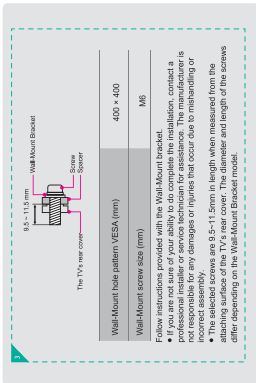 3
9.5 ~ 11.5 mm
Wall-Mount Bracket
Screw
Spacer
The TV's rear cover
Wall-Mount hole pattern VESA (mm)
400 × 400
Wall-Mount screw size (mm)
M6
Follow instructions provided with the Wall-Mount bracket.
● If you are not sure of your ability to do complete the installation, contact a
professional installer or service technician for assistance. The manufacturer is
not responsible for any damages or injuries that occur due to mishandling or
incorrect assembly.
● The selected screws are 9.5~11.5mm in length when measured from the
attaching surface of the TV's rear cover. The diameter and length of the screws
differ depending on the Wall-Mount Bracket model.